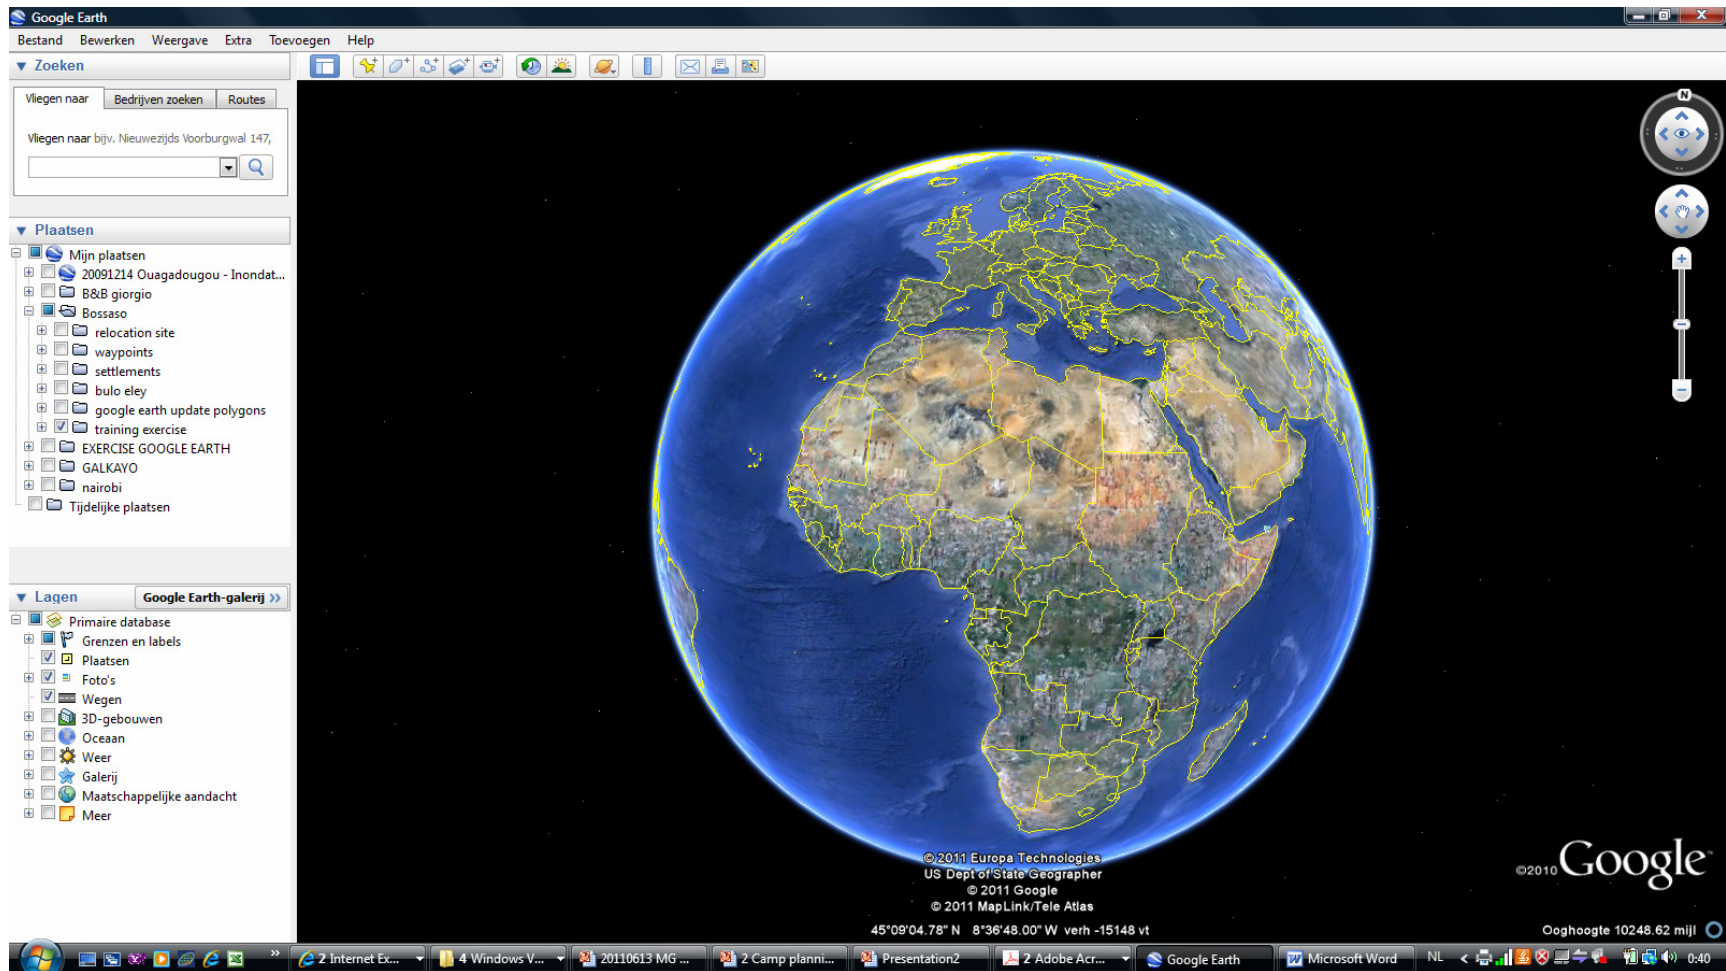 Google Earth
Bestand Bewerken Weergave Extra Toevoegen Help
Zoeken
Vliegen naar Bedrijven zoeken Routes
Vliegen naar bijv. Nieuwezijds Voorburgwal 147,
Plaatsen
Mijn plaatsen
20091214 Ouagadougou - Inondat...
B&B giorgio
Bossaso
relocation site
waypoints
settlements
bulo eley
google earth update polygons
training exercise
EXERCISE GOOGLE EARTH
GALKAYO
nairobi
Tijdelijke plaatsen
Lagen Google Earth-galerij >>
Primaire database
Grenzen en labels
Plaatsen
Foto's
Wegen
3D-gebouwen
Oceaan
Weer
Galerij
Maatschappelijke aandacht
Meer
N
© 2011 Europa Technologies
US Dept of State Geographer
© 2011 Google
© 2011 MapLink/Tele Atlas
©2010 Google™
45°09'04.78" N 8°36'48.00" W verh -15148 vt
Ooghoogte 10248.62 mijl
2 Internet Ex... 4 Windows V... 20110613 MG ... 2 Camp planni... Presentation2 2 Adobe Acr... Google Earth Microsoft Word NL 0:40